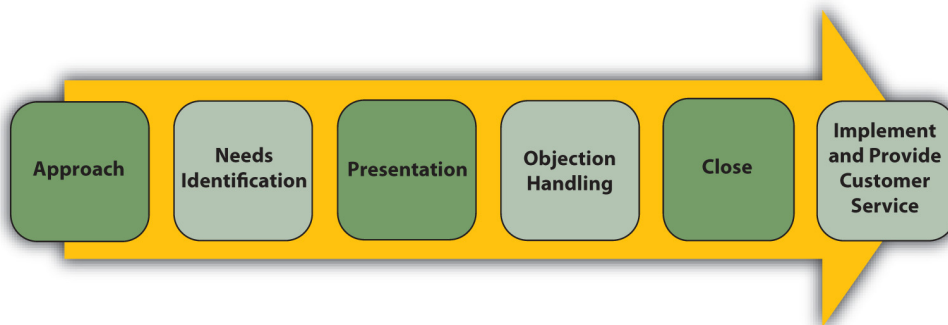 Approach
Needs
Identification
Presentation
Objection
Handling
Close
Implement
and Provide
Customer
Service